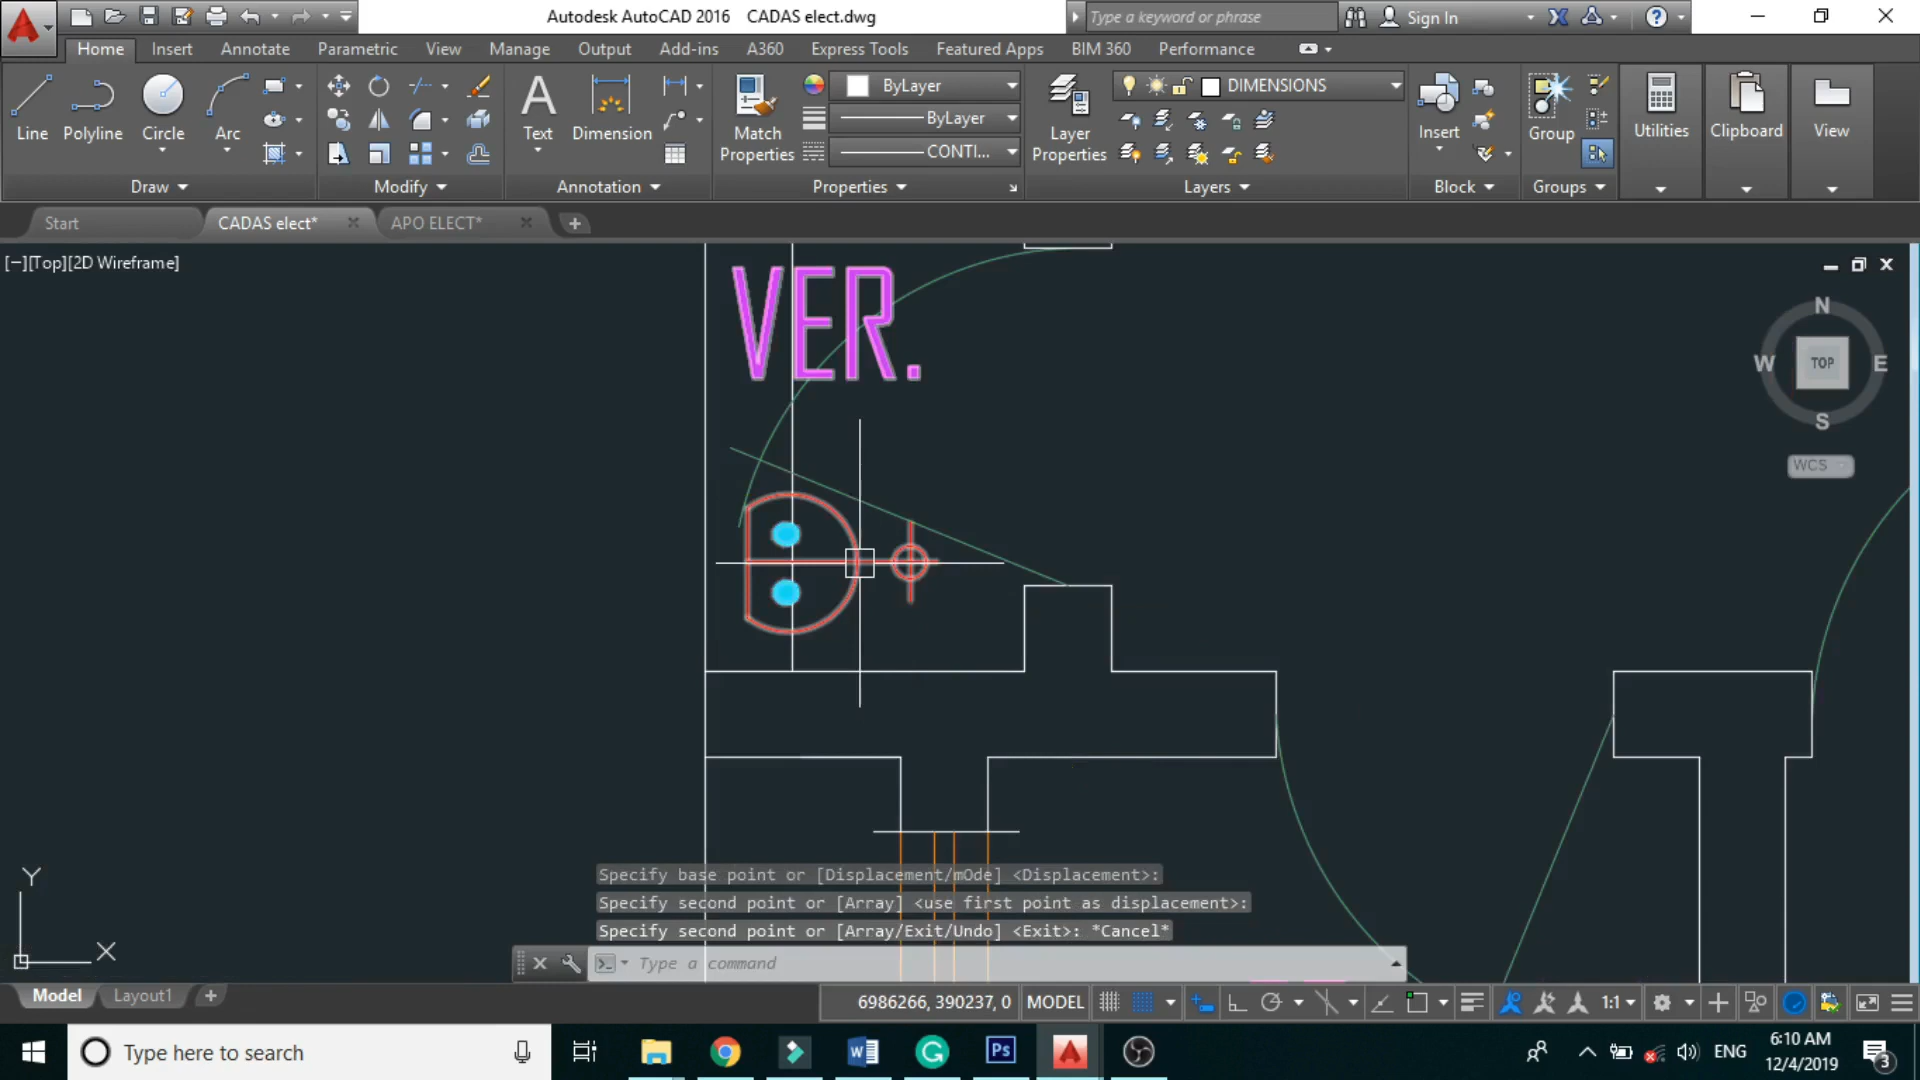 Autodesk AutoCAD 2016 CADAS elect.dwg
Type a keyword or phrase
Sign In
Home Insert Annotate Parametric View Manage Output Add-ins A360 Express Tools Featured Apps BIM 360 Performance
Line Polyline Circle Arc
Text Dimension
Match Properties
ByLayer
ByLayer
CONTI...
Layer Properties
DIMENSIONS
Insert
Group
Utilities
Clipboard
View
Draw Modify Annotation Properties Layers Block Groups
Start CADAS elect* APO ELECT*
[−][Top][2D Wireframe]
VER.
N
W TOP E
S
WCS
Y
X
Specify base point or [Displacement/mOde] <Displacement>:
Specify second point or [Array] <use first point as displacement>:
Specify second point or [Array/Exit/Undo] <Exit>: *Cancel*
Type a command
Model Layout1
6986266, 390237, 0 MODEL 1:1
Type here to search
Ps
ENG
6:10 AM
12/4/2019
3